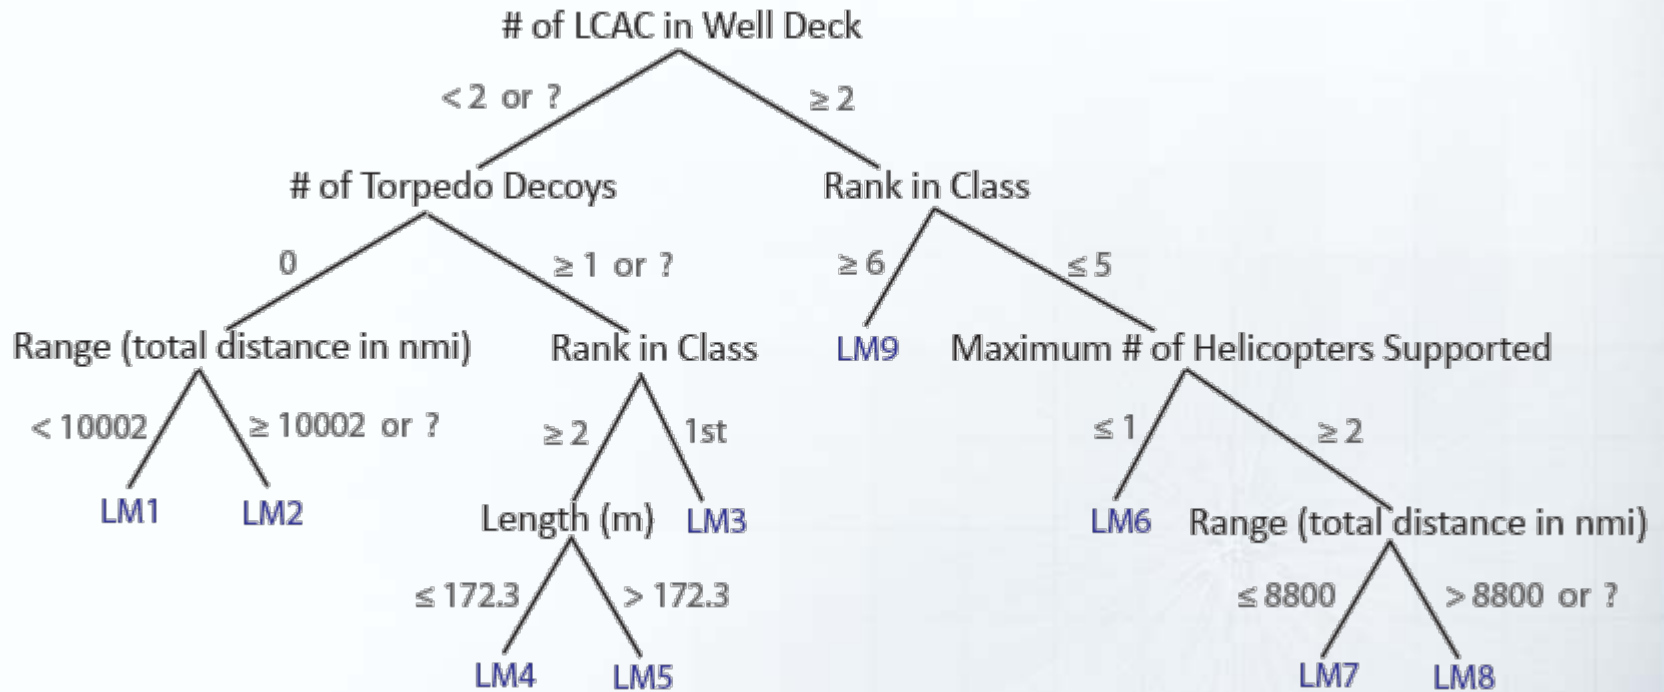 # of LCAC in Well Deck
< 2 or ?
≥ 2
# of Torpedo Decoys
Rank in Class
0
≥ 1 or ?
≥ 6
≤ 5
Range (total distance in nmi)
Rank in Class
LM9
Maximum # of Helicopters Supported
< 10002
≥ 10002 or ?
≥ 2
1st
≤ 1
≥ 2
LM1
LM2
Length (m)
LM3
LM6
Range (total distance in nmi)
≤ 172.3
> 172.3
≤ 8800
> 8800 or ?
LM4
LM5
LM7
LM8